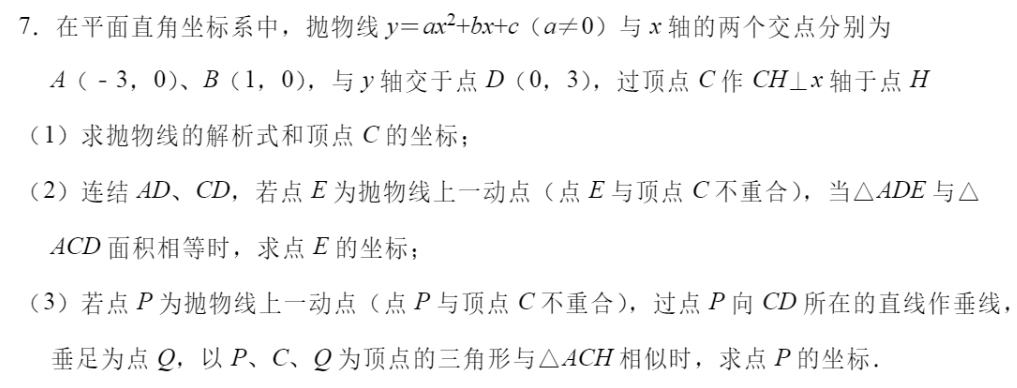 7．在平面直角坐标系中，抛物线 y=ax²+bx+c（a≠0）与 x 轴的两个交点分别为
A（﹣3，0）、B（1，0），与 y 轴交于点 D（0，3），过顶点 C 作 CH⊥x 轴于点 H
（1）求抛物线的解析式和顶点 C 的坐标；
（2）连结 AD、CD，若点 E 为抛物线上一动点（点 E 与顶点 C 不重合），当△ADE 与△
ACD 面积相等时，求点 E 的坐标；
（3）若点 P 为抛物线上一动点（点 P 与顶点 C 不重合），过点 P 向 CD 所在的直线作垂线，
垂足为点 Q，以 P、C、Q 为顶点的三角形与△ACH 相似时，求点 P 的坐标．